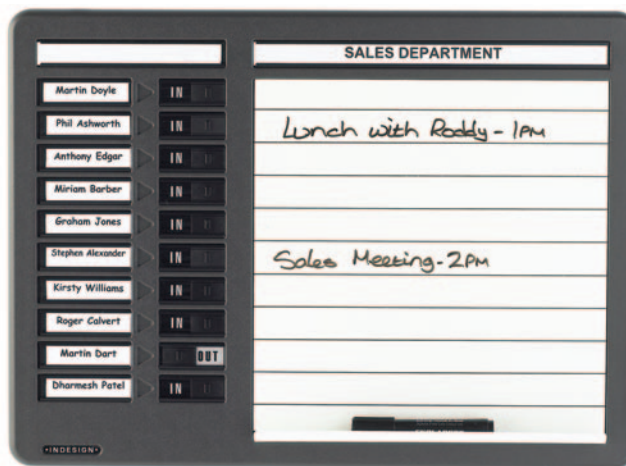 SALES DEPARTMENT
Martin Doyle IN
Phil Ashworth IN Lunch with Roddy - 1PM
Anthony Edgar IN
Miriam Barber IN
Graham Jones IN
Stephen Alexander IN Sales Meeting - 2PM
Kirsty Williams IN
Roger Calvert IN
Martin Dart OUT
Dharmesh Patel IN
•INDESIGN•